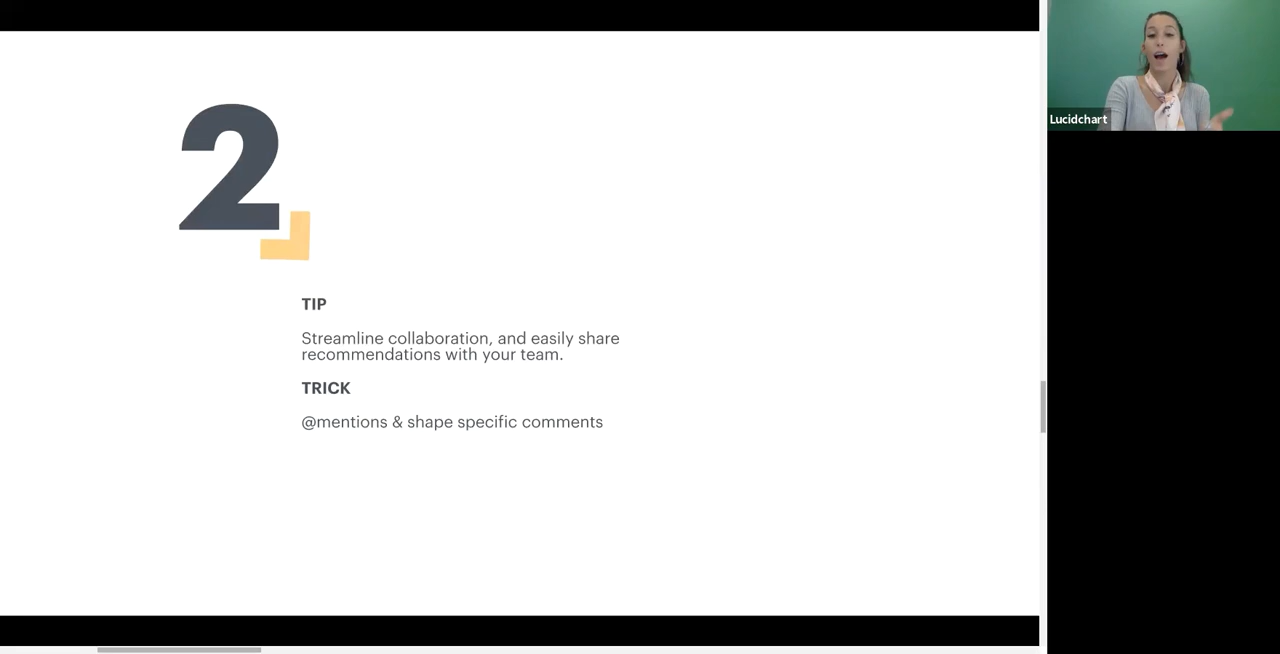 2
TIP
Streamline collaboration, and easily share
recommendations with your team.
TRICK
@mentions & shape specific comments
Lucidchart